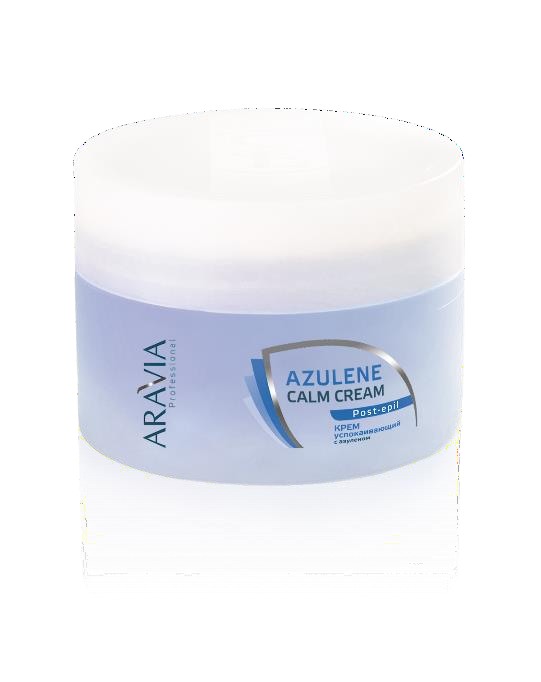 ARAVIA
Professional
AZULENE
CALM CREAM
Post-epil
КРЕМ
успокаивающий
с азуленом